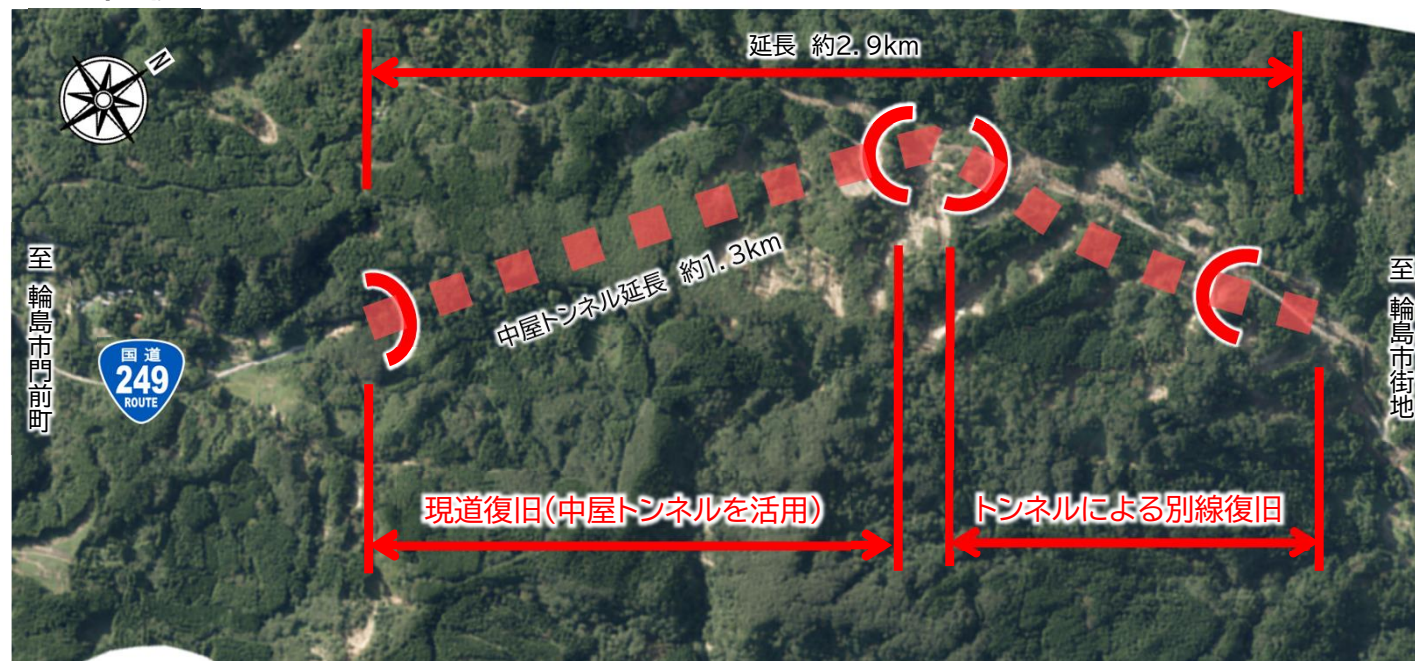 延長 約2.9km
N
至 輪島市門前町
国道
249
ROUTE
中屋トンネル延長 約1.3km
至 輪島市街地
現道復旧(中屋トンネルを活用)
トンネルによる別線復旧